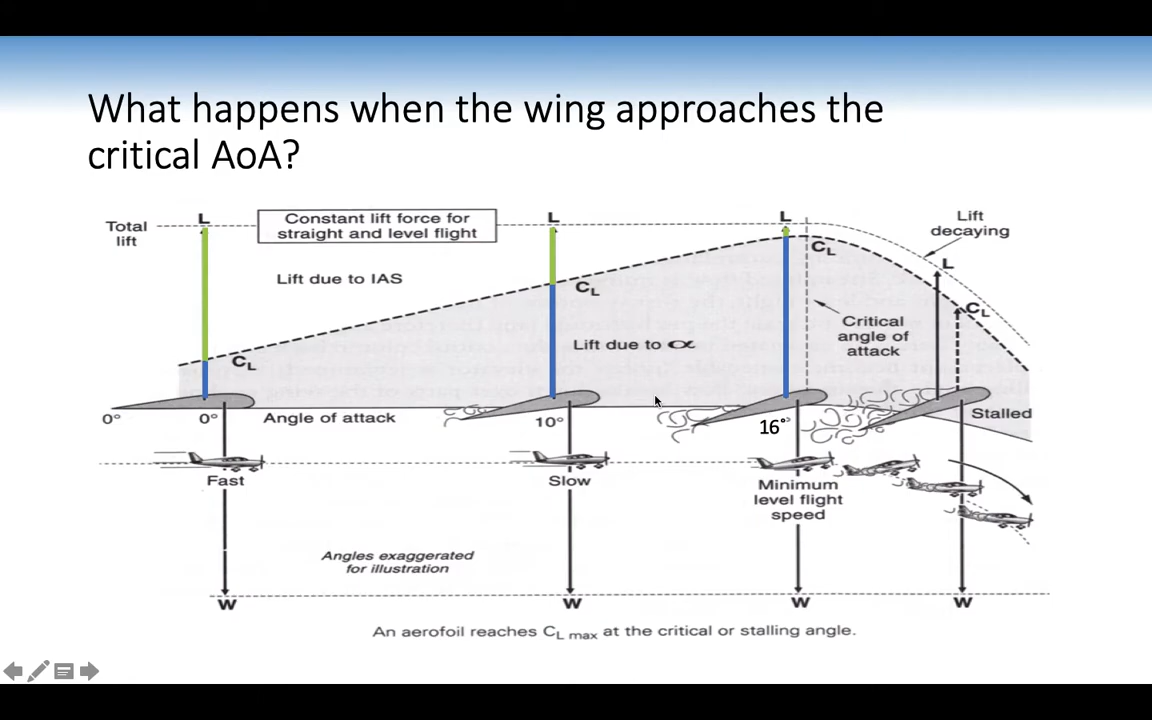 What happens when the wing approaches the
critical AoA?
Total
lift
L
Constant lift force for
straight and level flight
L
L
Lift
decaying
Lift due to IAS
CL
L
CL
CL
Critical
angle of
attack
Lift due to ∝
CL
0°
0°
Angle of attack
10°
16°
Stalled
Fast
Slow
Minimum
level flight
speed
Angles exaggerated
for illustration
W
W
W
W
An aerofoil reaches CL max at the critical or stalling angle.